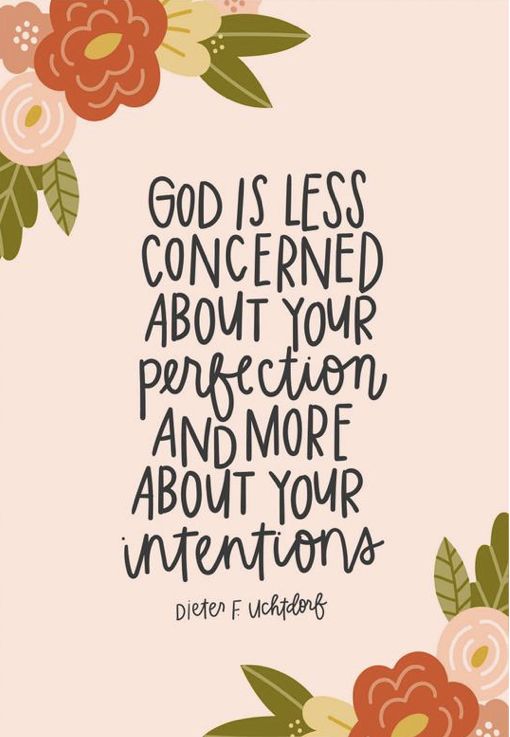 GOD IS LESS
CONCERNED
ABOUT YOUR
perfection
AND MORE
ABOUT YOUR
intentions
Dieter F. Uchtdorf